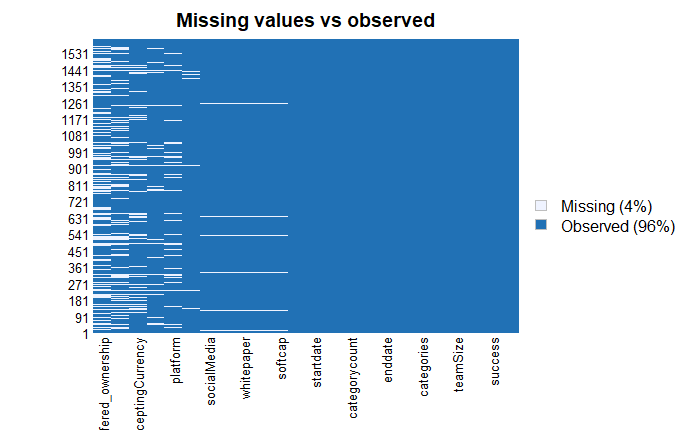 Missing values vs observed
1531
1441
1351
1261
1171
1081
991
901
811
721
631
541
451
361
271
181
91
1
Missing (4%)
Observed (96%)
fered_ownership
ceptingCurrency
platform
socialMedia
whitepaper
softcap
startdate
categorycount
enddate
categories
teamSize
success